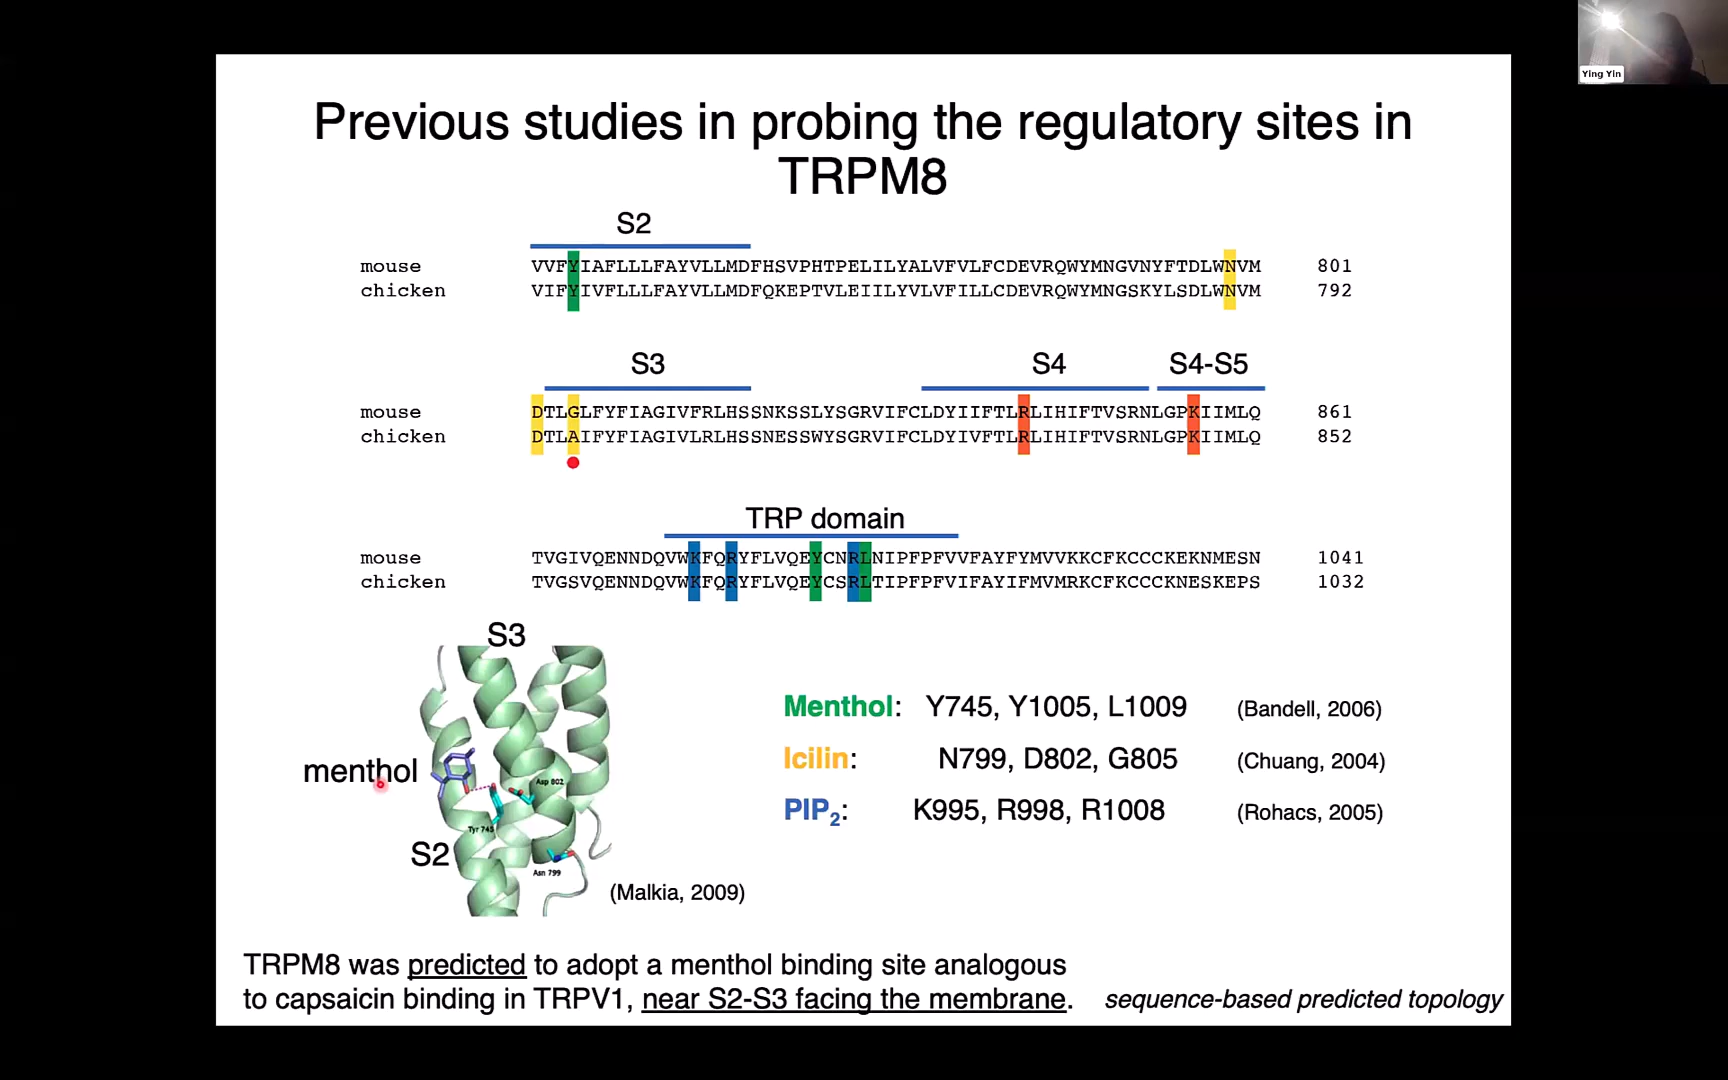 Ying Yin
Previous studies in probing the regulatory sites in
TRPM8
S2
mouse VVFYIAFLLLFAYVLLMDFHSVPHTPELILYALVFVLFCDEVRQWYMNGVNYFTDLWNVM 801
chicken VIFYIVFLLLFAYVLLMDFQKEPTVLEIILYVLVFILLCDEVRQWYMNGSKYLSDLWNVM 792
S3 S4 S4-S5
mouse DTLGLFYFIAGIVFRLHSSNKSSLYSGRVIFCLDYIIFTLRLIHIFTVSRNLGPKIIMLQ 861
chicken DTLAIFYFIAGIVLRLHSSNESSWYSGRVIFCLDYIVFTLRLIHIFTVSRNLGPKIIMLQ 852
TRP domain
mouse TVGIVQENNDQVWKFQRYFLVQEYCNRLNIPFPFVVFAYFYMVVKKCFKCCCKEKNMESN 1041
chicken TVGSVQENNDQVWKFQRYFLVQEYCSRLTIPFPFVIFAYIFMVMRKCFKCCCKNESKEPS 1032
S3
menthol
Asp 802
Tyr 745
S2
Asn 799
(Malkia, 2009)
Menthol: Y745, Y1005, L1009 (Bandell, 2006)
Icilin: N799, D802, G805 (Chuang, 2004)
PIP2: K995, R998, R1008 (Rohacs, 2005)
TRPM8 was predicted to adopt a menthol binding site analogous
to capsaicin binding in TRPV1, near S2-S3 facing the membrane. sequence-based predicted topology